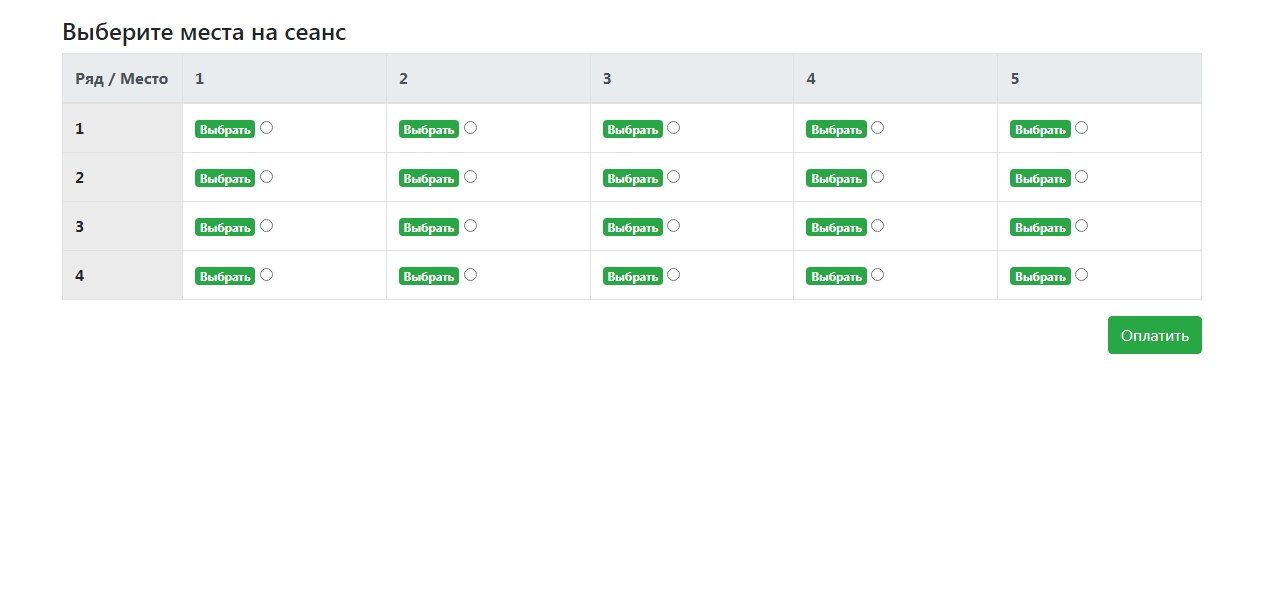 Выберите места на сеанс
Ряд / Место 1 2 3 4 5
1 Выбрать Выбрать Выбрать Выбрать Выбрать
2 Выбрать Выбрать Выбрать Выбрать Выбрать
3 Выбрать Выбрать Выбрать Выбрать Выбрать
4 Выбрать Выбрать Выбрать Выбрать Выбрать
Оплатить